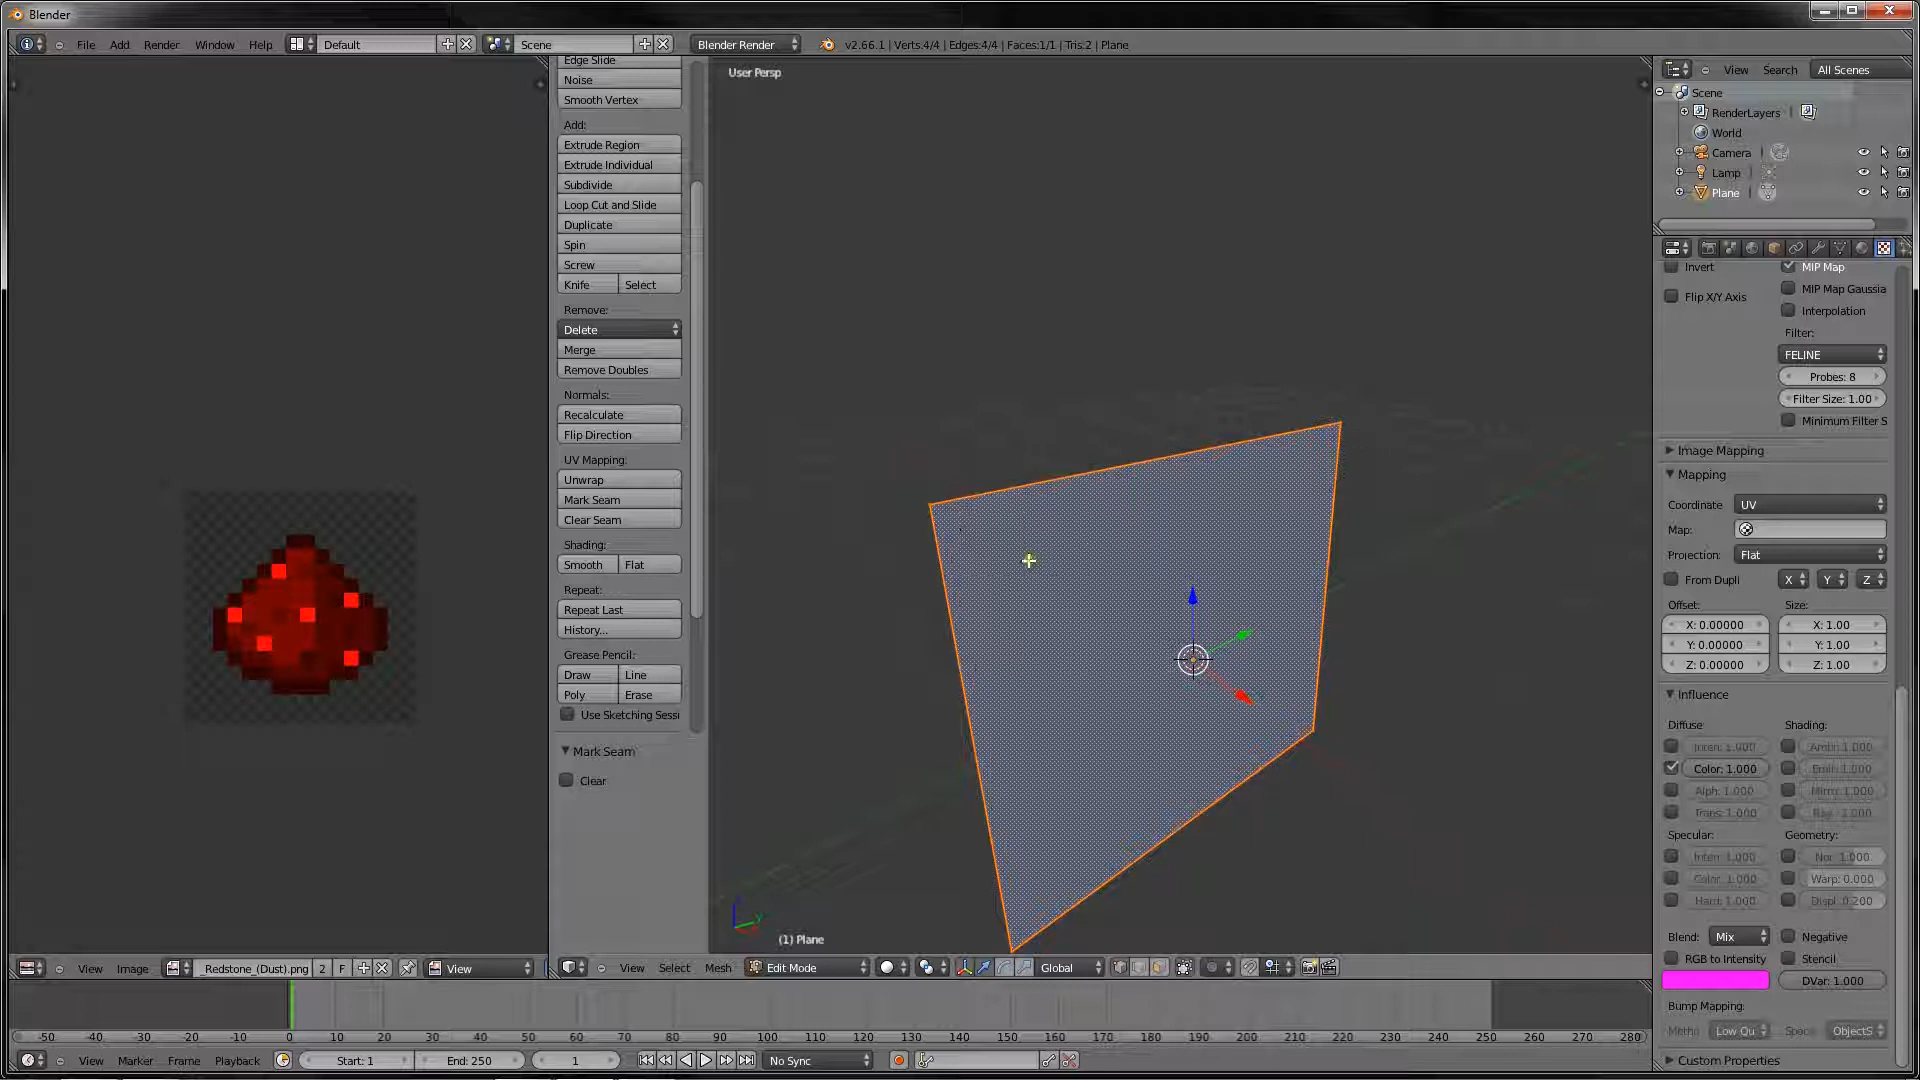 Blender
File Add Render Window Help Default Scene Blender Render v2.66.1 | Verts:4/4 | Edges:4/4 | Faces:1/1 | Tris:2 | Plane
Edge Slide
Noise
Smooth Vertex
Add:
Extrude Region
Extrude Individual
Subdivide
Loop Cut and Slide
Duplicate
Spin
Screw
Knife Select
Remove:
Delete
Merge
Remove Doubles
Normals:
Recalculate
Flip Direction
UV Mapping:
Unwrap
Mark Seam
Clear Seam
Shading:
Smooth Flat
Repeat:
Repeat Last
History...
Grease Pencil:
Draw Line
Poly Erase
Use Sketching Sessi
Mark Seam
Clear
User Persp
(1) Plane
View Search All Scenes
Scene
RenderLayers
World
Camera
Lamp
Plane
Invert MIP Map
MIP Map Gaussia
Flip X/Y Axis
Interpolation
Filter:
FELINE
Probes: 8
Filter Size: 1.00
Minimum Filter S
Image Mapping
Mapping
Coordinate UV
Map:
Projection: Flat
From Dupli X Y Z
Offset: Size:
X: 0.00000 X: 1.00
Y: 0.00000 Y: 1.00
Z: 0.00000 Z: 1.00
Influence
Diffuse: Shading:
Inten: 1.000 Ambi: 1.000
Color: 1.000 Emit: 1.000
Alph: 1.000 Mirro: 1.000
Trans: 1.000 Ray: 1.000
Specular: Geometry:
Inten: 1.000 Nor: 1.000
Color: 1.000 Warp: 0.000
Hard: 1.000 Displ: 0.200
Blend: Mix Negative
RGB to Intensity Stencil
DVar: 1.000
Bump Mapping:
Metho Low Qu Space ObjectS
Custom Properties
View Image _Redstone_(Dust).png 2 F View
View Select Mesh Edit Mode Global
-50 -40 -30 -20 -10 0 10 20 30 40 50 60 70 80 90 100 110 120 130 140 150 160 170 180 190 200 210 220 230 240 250 260 270 280
View Marker Frame Playback Start: 1 End: 250 1 No Sync